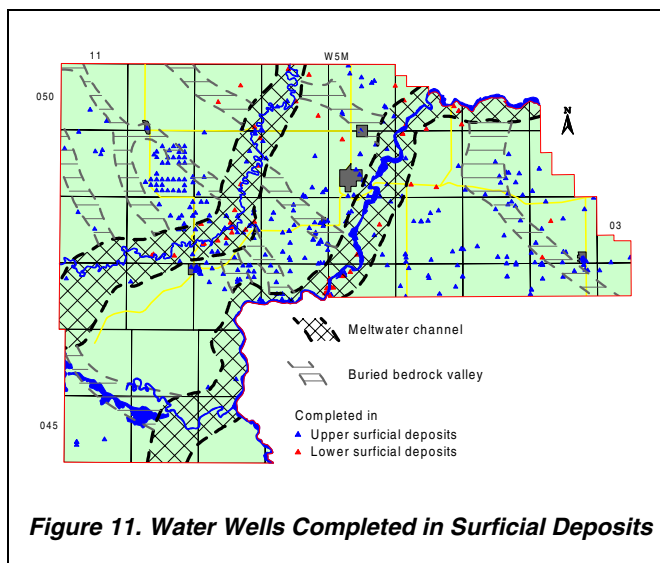 11
W5M
050
N
03
Meltwater channel
Buried bedrock valley
045
Completed in
Upper surficial deposits
Lower surficial deposits
Figure 11. Water Wells Completed in Surficial Deposits